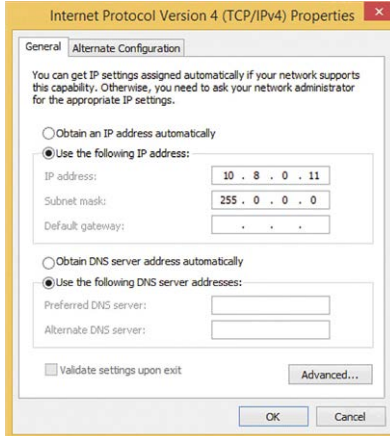 Internet Protocol Version 4 (TCP/IPv4) Properties
General Alternate Configuration
You can get IP settings assigned automatically if your network supports
this capability. Otherwise, you need to ask your network administrator
for the appropriate IP settings.
Obtain an IP address automatically
Use the following IP address:
IP address: 10 . 8 . 0 . 11
Subnet mask: 255 . 0 . 0 . 0
Default gateway: . . .
Obtain DNS server address automatically
Use the following DNS server addresses:
Preferred DNS server:
Alternate DNS server:
Validate settings upon exit
Advanced...
OK Cancel